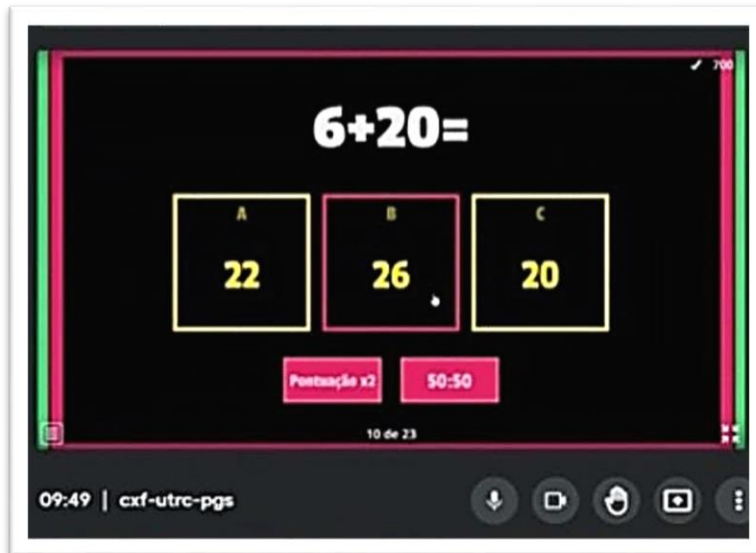 ✓ 700
6+20=
A B C
22 26 20
Pontuação x2 50:50
10 de 23
09:49 | cxf-utrc-pgs